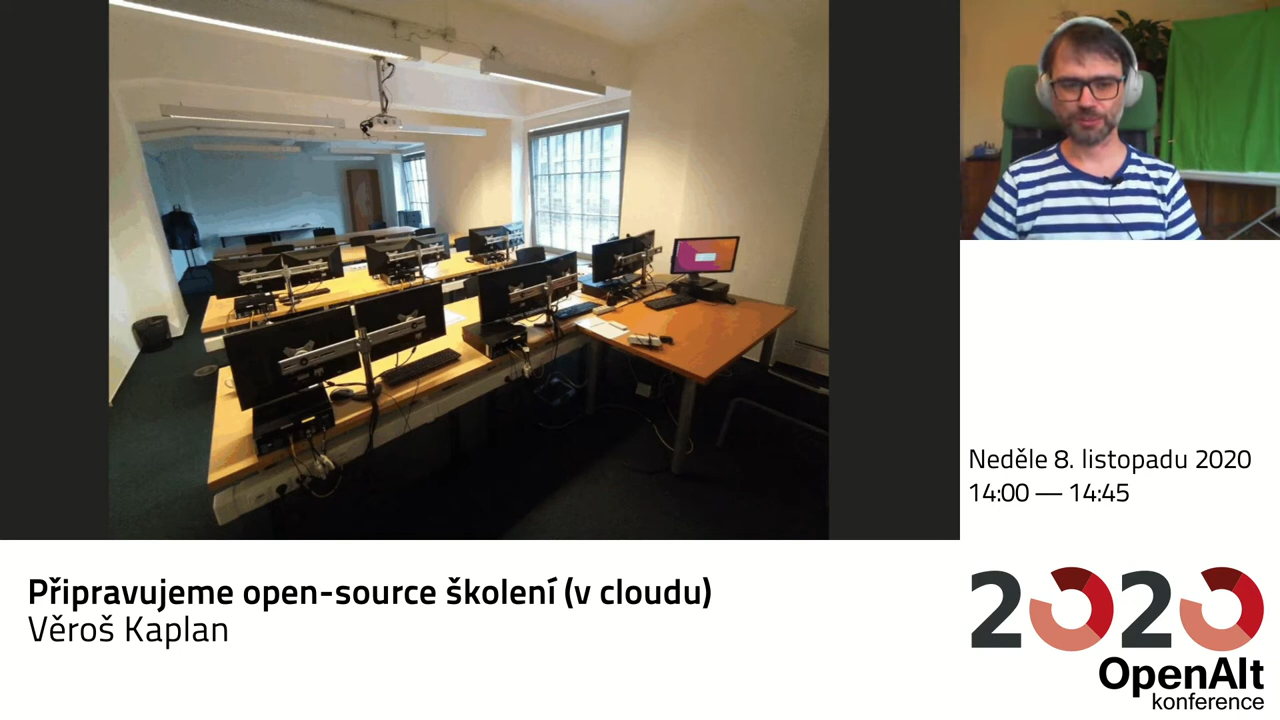 Neděle 8. listopadu 2020
14:00 — 14:45
Připravujeme open-source školení (v cloudu)
Věroš Kaplan
2020
OpenAlt
konference